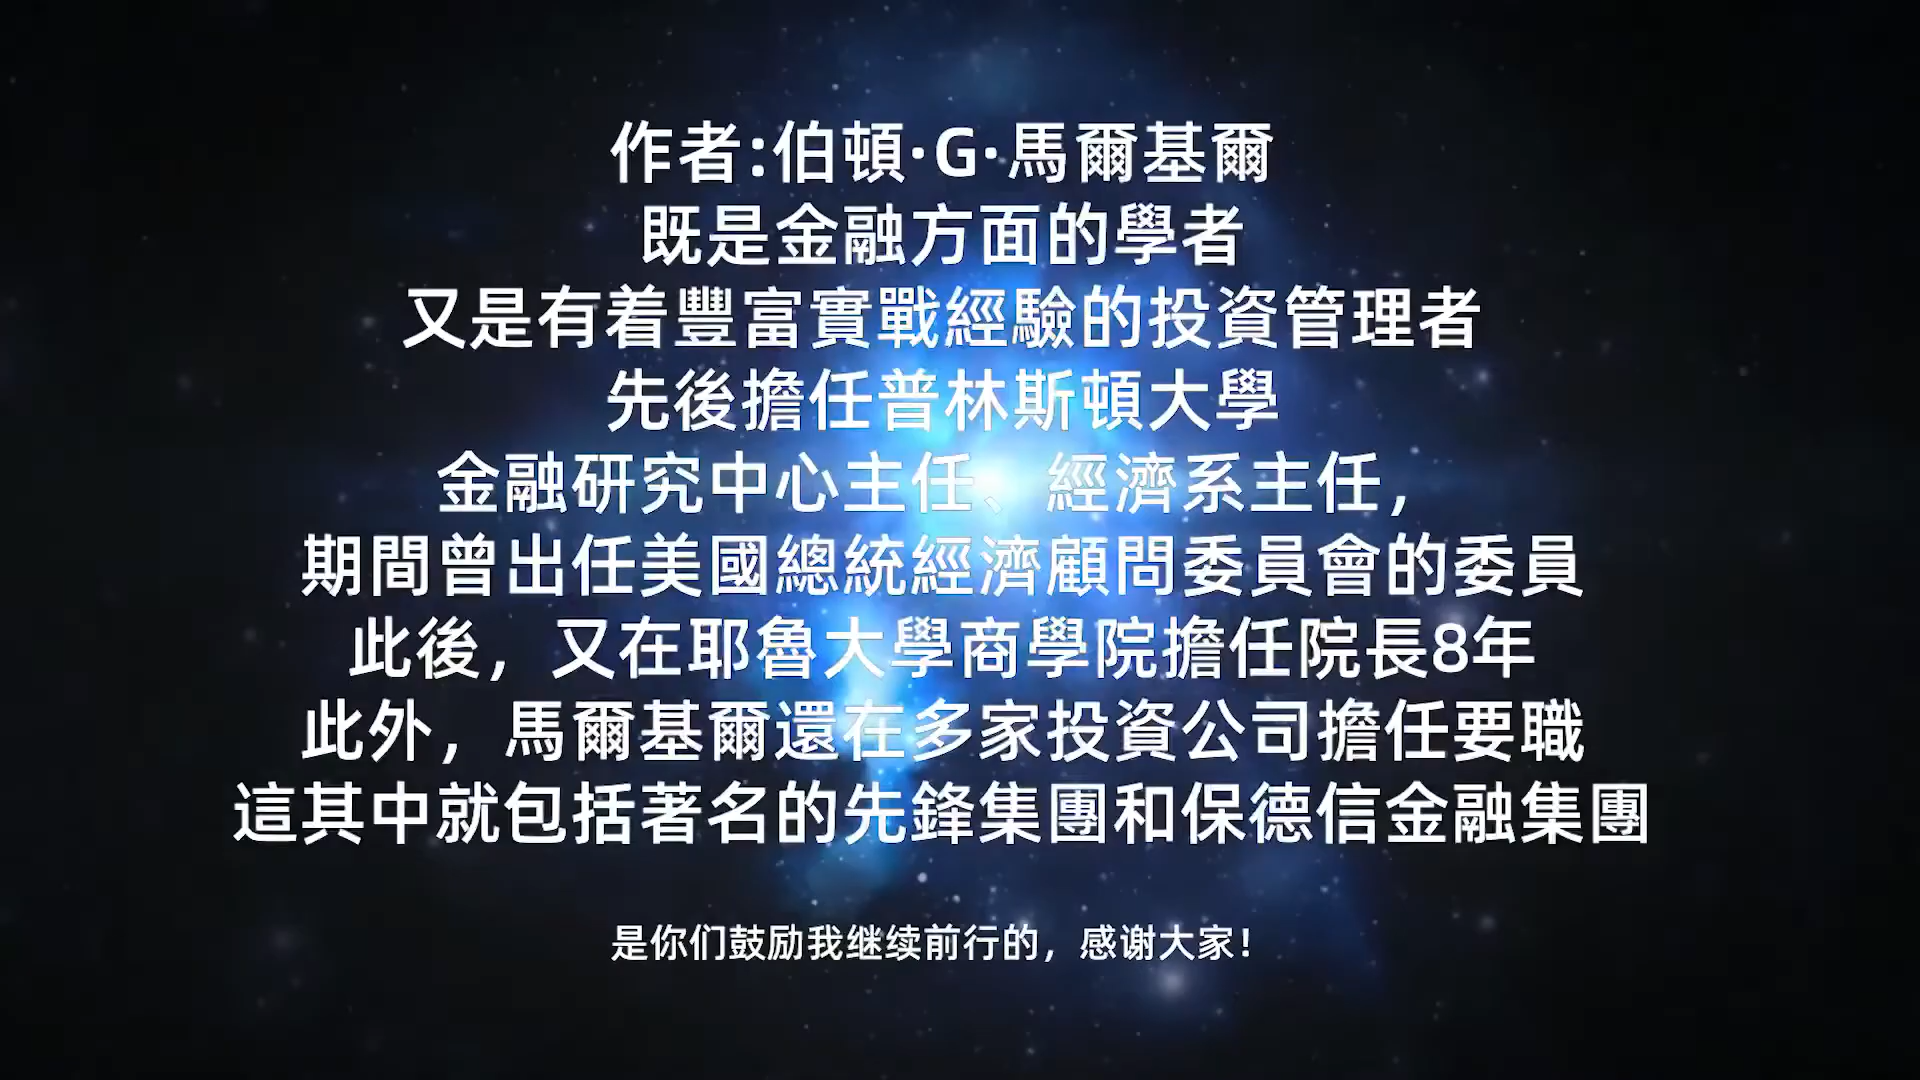 作者:伯頓·G·馬爾基爾
既是金融方面的學者
又是有着豐富實戰經驗的投資管理者
先後擔任普林斯頓大學
金融研究中心主任、經濟系主任，
期間曾出任美國總統經濟顧問委員會的委員
此後，又在耶魯大學商學院擔任院長8年
此外，馬爾基爾還在多家投資公司擔任要職
這其中就包括著名的先鋒集團和保德信金融集團
是你们鼓励我继续前行的，感谢大家！